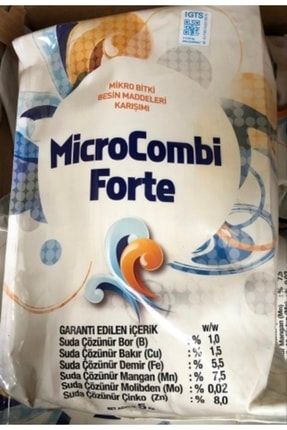 iGTS
MİKRO BİTKİ
BESİN MADDELERİ
KARIŞIMI
MicroCombi
Forte
GARANTİ EDİLEN İÇERİK w/w
Suda Çözünür Bor (B) : % 1,0
Suda Çözünür Bakır (Cu) : % 1,5
Suda Çözünür Demir (Fe) : % 5,5
Suda Çözünür Mangan (Mn) : % 7,5
Suda Çözünür Molibden (Mo) : % 0,02
Suda Çözünür Çinko (Zn) : % 8,0